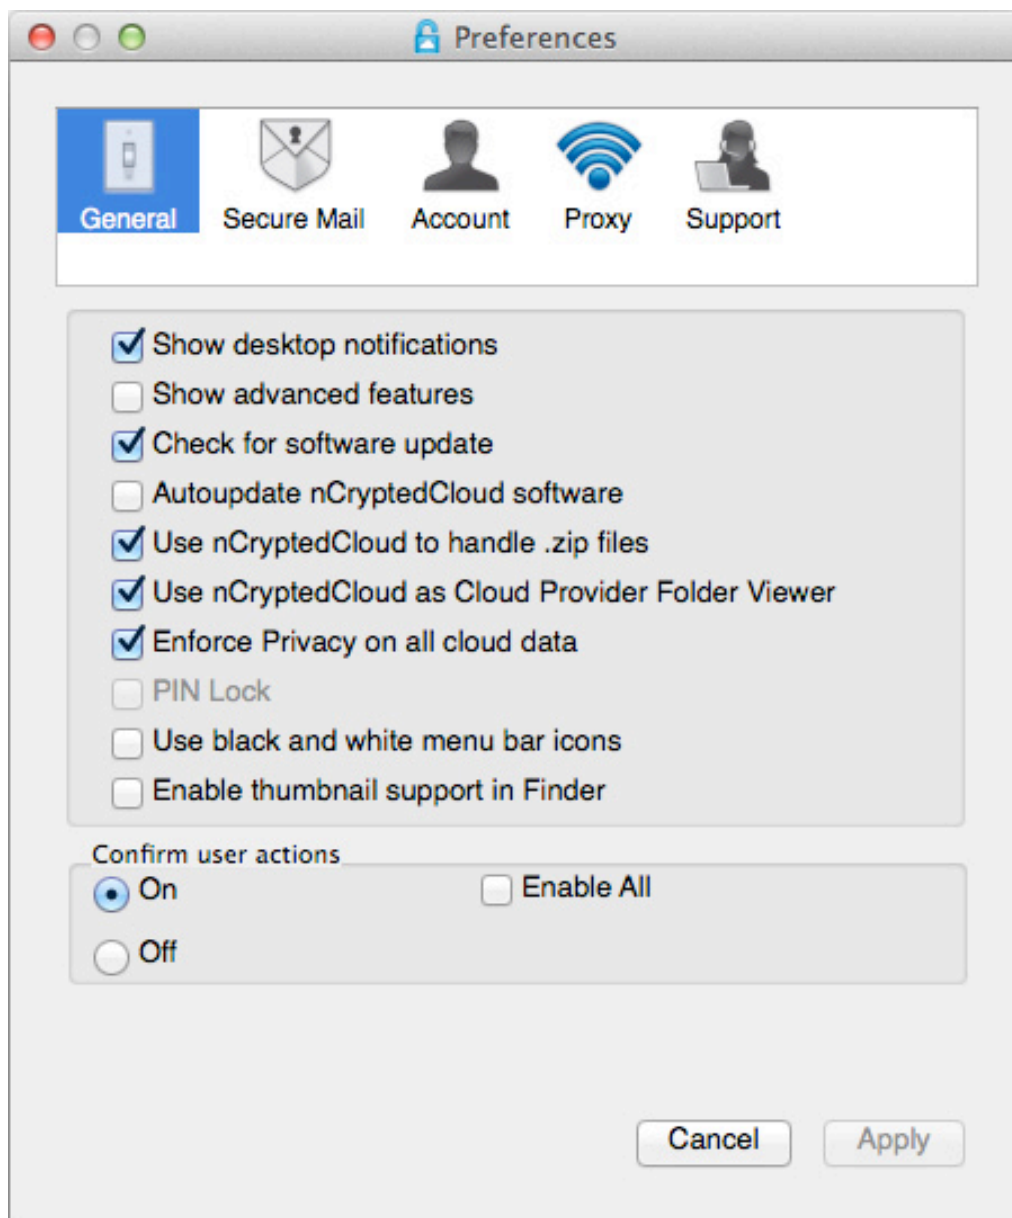 Preferences
General
Secure Mail
Account
Proxy
Support
Show desktop notifications
Show advanced features
Check for software update
Autoupdate nCryptedCloud software
Use nCryptedCloud to handle .zip files
Use nCryptedCloud as Cloud Provider Folder Viewer
Enforce Privacy on all cloud data
PIN Lock
Use black and white menu bar icons
Enable thumbnail support in Finder
Confirm user actions
On
Enable All
Off
Cancel
Apply